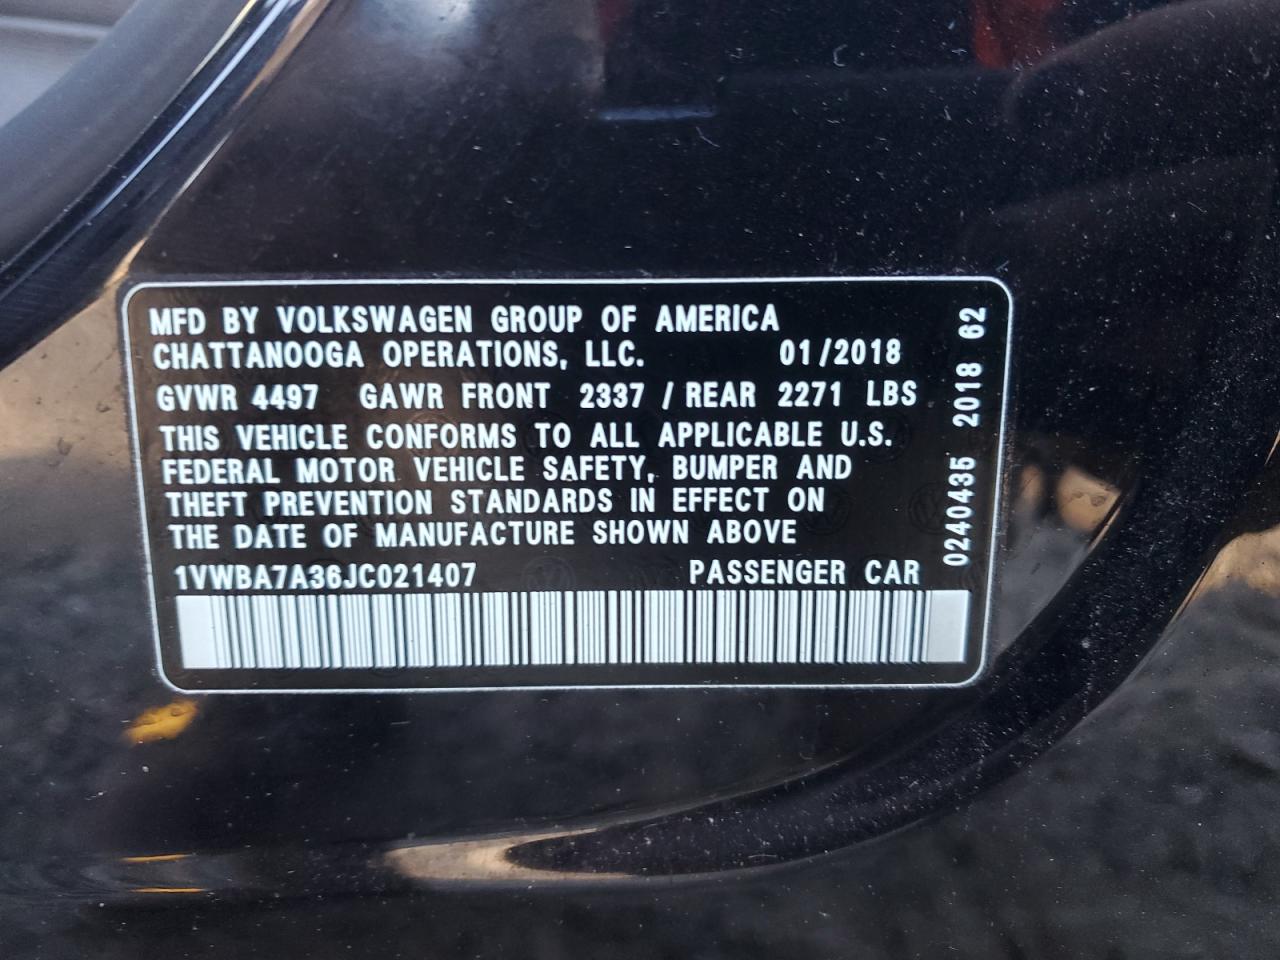 MFD BY VOLKSWAGEN GROUP OF AMERICA
CHATTANOOGA OPERATIONS, LLC. 01/2018
GVWR 4497 GAWR FRONT 2337 / REAR 2271 LBS
THIS VEHICLE CONFORMS TO ALL APPLICABLE U.S.
FEDERAL MOTOR VEHICLE SAFETY, BUMPER AND
THEFT PREVENTION STANDARDS IN EFFECT ON
THE DATE OF MANUFACTURE SHOWN ABOVE
1VWBA7A36JC021407 PASSENGER CAR
0240435 2018 62